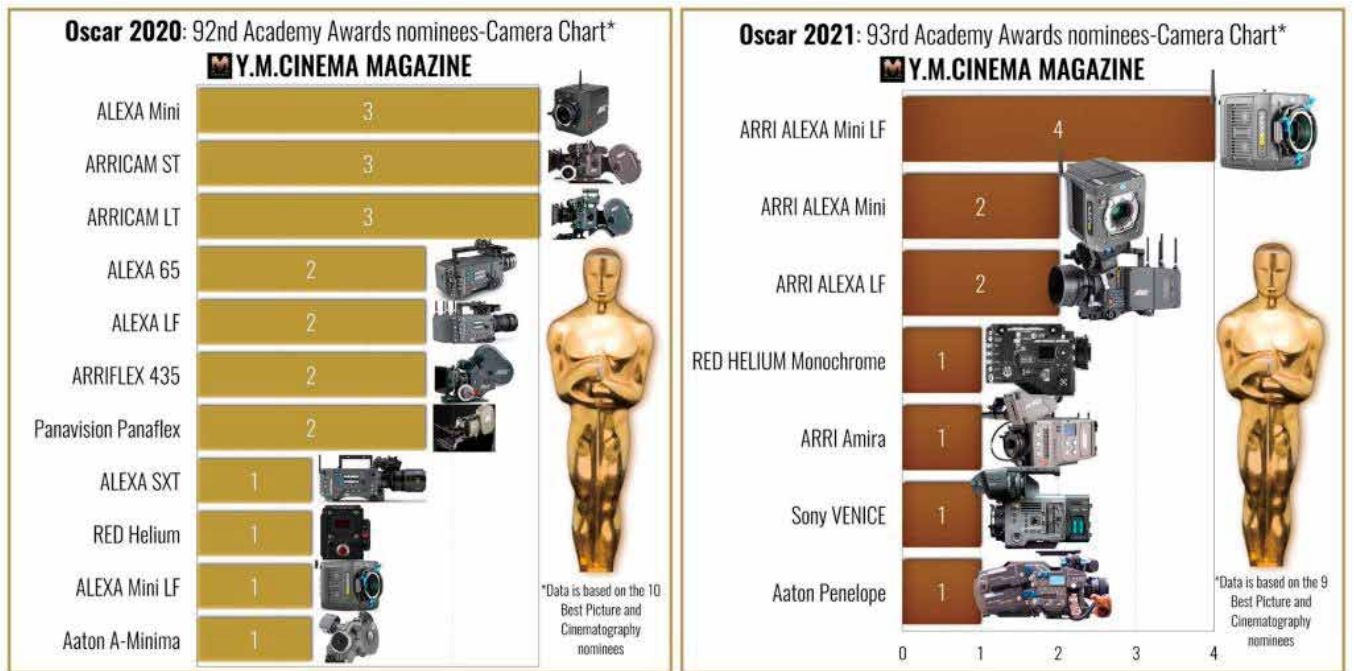 Oscar 2020: 92nd Academy Awards nominees-Camera Chart*
Y.M.CINEMA MAGAZINE
ALEXA Mini
3
ARRICAM ST
3
ARRICAM LT
3
ALEXA 65
2
ALEXA LF
2
ARRIFLEX 435
2
Panavision Panaflex
2
ALEXA SXT
1
RED Helium
1
ALEXA Mini LF
1
Aaton A-Minima
1
*Data is based on the 10
Best Picture and
Cinematography
nominees
Oscar 2021: 93rd Academy Awards nominees-Camera Chart*
Y.M.CINEMA MAGAZINE
ARRI ALEXA Mini LF
4
ARRI ALEXA Mini
2
ARRI ALEXA LF
2
RED HELIUM Monochrome
1
ARRI Amira
1
Sony VENICE
1
Aaton Penelope
1
0 1 2 3 4
*Data is based on the 9
Best Picture and
Cinematography
nominees